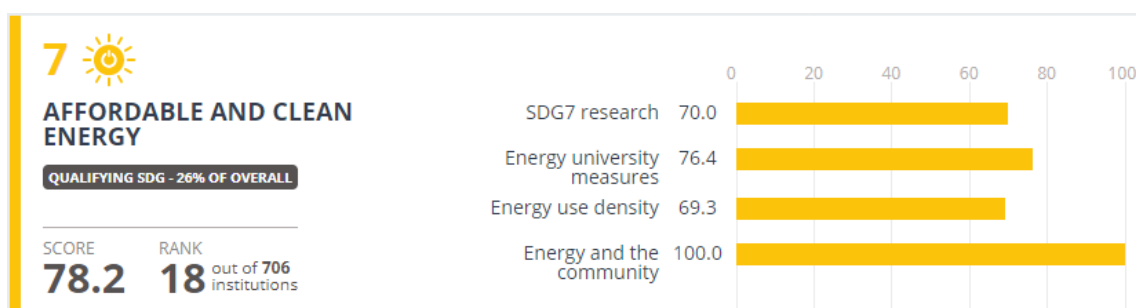 7
AFFORDABLE AND CLEAN
ENERGY
QUALIFYING SDG - 26% OF OVERALL
SCORE
78.2
RANK
18 out of 706
institutions
0 20 40 60 80 100
SDG7 research 70.0
Energy university 76.4
measures
Energy use density 69.3
Energy and the 100.0
community